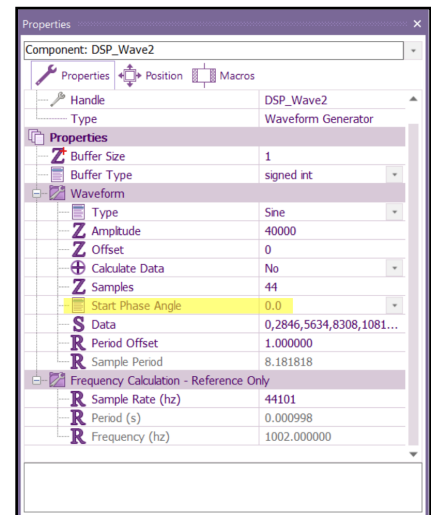 Properties
Component: DSP_Wave2
Properties Position Macros
Handle DSP_Wave2
Type Waveform Generator
Properties
Buffer Size 1
Buffer Type signed int
Waveform
Type Sine
Amplitude 40000
Offset 0
Calculate Data No
Samples 44
Start Phase Angle 0.0
Data 0,2846,5634,8308,1081...
Period Offset 1.000000
Sample Period 8.181818
Frequency Calculation - Reference Only
Sample Rate (hz) 44101
Period (s) 0.000998
Frequency (hz) 1002.000000